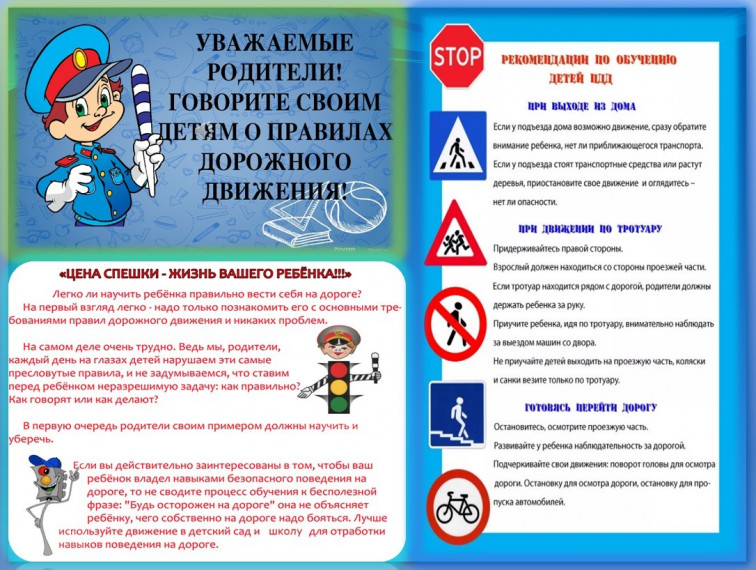 УВАЖАЕМЫЕ
РОДИТЕЛИ!
ГОВОРИТЕ СВОИМ
ДЕТЯМ О ПРАВИЛАХ
ДОРОЖНОГО
ДВИЖЕНИЯ!
«ЦЕНА СПЕШКИ - ЖИЗНЬ ВАШЕГО РЕБЁНКА!!!»
Легко ли научить ребёнка правильно вести себя на дороге?
На первый взгляд легко - надо только познакомить его с основными тре-
бованиями правил дорожного движения и никаких проблем.
На самом деле очень трудно. Ведь мы, родители,
каждый день на глазах детей нарушаем эти самые
пресловутые правила, и не задумываемся, что ставим
перед ребёнком неразрешимую задачу: как правильно?
Как говорят или как делают?
В первую очередь родители своим примером должны научить и
уберечь.
Если вы действительно заинтересованы в том, чтобы ваш
ребёнок владел навыками безопасного поведения на
дороге, то не сводите процесс обучения к бесполезной
фразе: "Будь осторожен на дороге" она не объясняет
ребёнку, чего собственно на дороге надо бояться. Лучше
используйте движение в детский сад и школу для отработки
навыков поведения на дороге.
STOP
РЕКОМЕНДАЦИИ ПО ОБУЧЕНИЮ
ДЕТЕЙ ПДД
ПРИ ВЫХОДЕ ИЗ ДОМА
Если у подъезда дома возможно движение, сразу обратите
внимание ребенка, нет ли приближающегося транспорта.
Если у подъезда стоят транспортные средства или растут
деревья, приостановите свое движение и оглядитесь –
нет ли опасности.
ПРИ ДВИЖЕНИИ ПО ТРОТУАРУ
Придерживайтесь правой стороны.
Взрослый должен находиться со стороны проезжей части.
Если тротуар находится рядом с дорогой, родители должны
держать ребенка за руку.
Приучите ребенка, идя по тротуару, внимательно наблюдать
за выездом машин со двора.
Не приучайте детей выходить на проезжую часть, коляски
и санки везите только по тротуару.
ГОТОВЯСЬ ПЕРЕЙТИ ДОРОГУ
Остановитесь, осмотрите проезжую часть.
Развивайте у ребенка наблюдательность за дорогой.
Подчеркивайте свои движения: поворот головы для осмотра
дороги. Остановку для осмотра дороги, остановку для про-
пуска автомобилей.